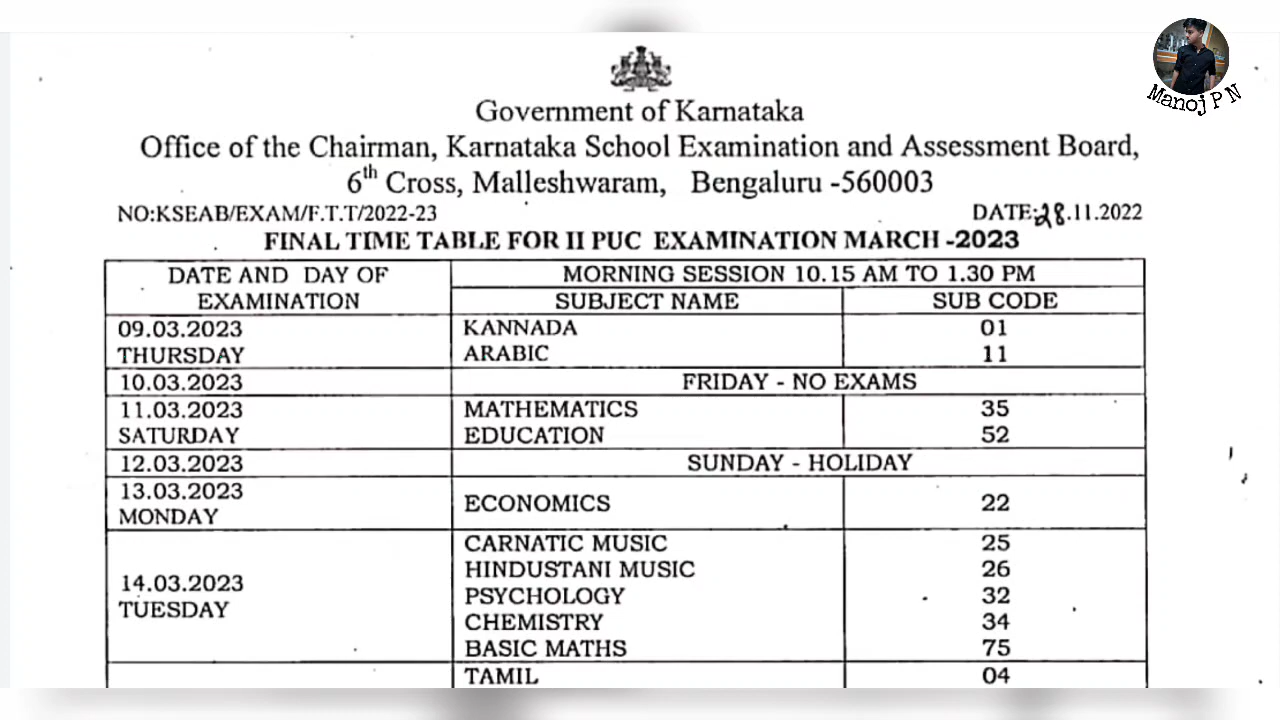 Manoj P N
Government of Karnataka
Office of the Chairman, Karnataka School Examination and Assessment Board,
6th Cross, Malleshwaram, Bengaluru -560003
NO:KSEAB/EXAM/F.T.T/2022-23 DATE:28.11.2022
FINAL TIME TABLE FOR II PUC EXAMINATION MARCH -2023
DATE AND DAY OF EXAMINATION
MORNING SESSION 10.15 AM TO 1.30 PM
SUBJECT NAME SUB CODE
09.03.2023
THURSDAY
KANNADA 01
ARABIC 11
10.03.2023 FRIDAY - NO EXAMS
11.03.2023
SATURDAY
MATHEMATICS 35
EDUCATION 52
12.03.2023 SUNDAY - HOLIDAY
13.03.2023
MONDAY
ECONOMICS 22
14.03.2023
TUESDAY
CARNATIC MUSIC 25
HINDUSTANI MUSIC 26
PSYCHOLOGY 32
CHEMISTRY 34
BASIC MATHS 75
TAMIL 04